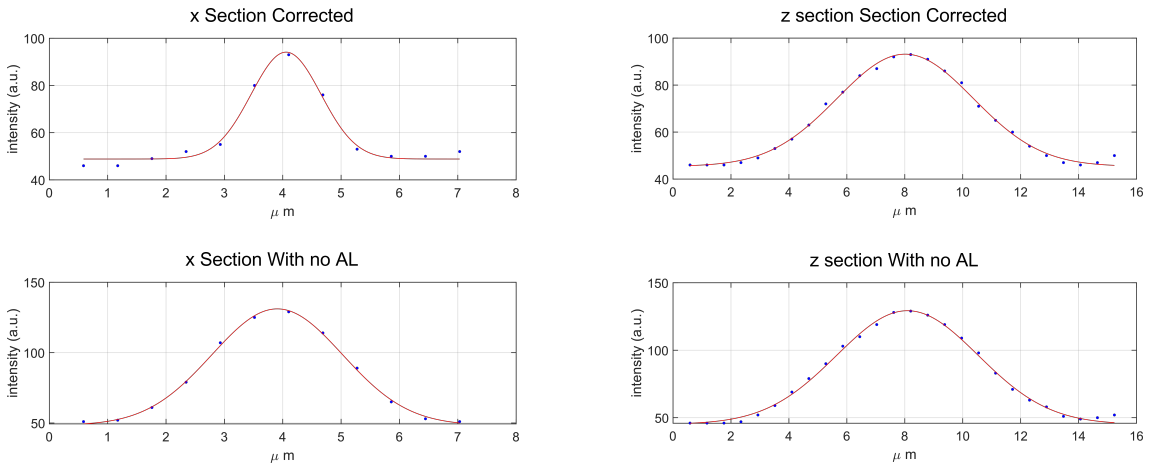 x Section Corrected
100
80
60
40
intensity (a.u.)
0 1 2 3 4 5 6 7 8
μ m
z section Section Corrected
100
80
60
40
intensity (a.u.)
0 2 4 6 8 10 12 14 16
μ m
x Section With no AL
150
100
50
intensity (a.u.)
0 1 2 3 4 5 6 7 8
μ m
z section With no AL
150
100
50
intensity (a.u.)
0 2 4 6 8 10 12 14 16
μ m